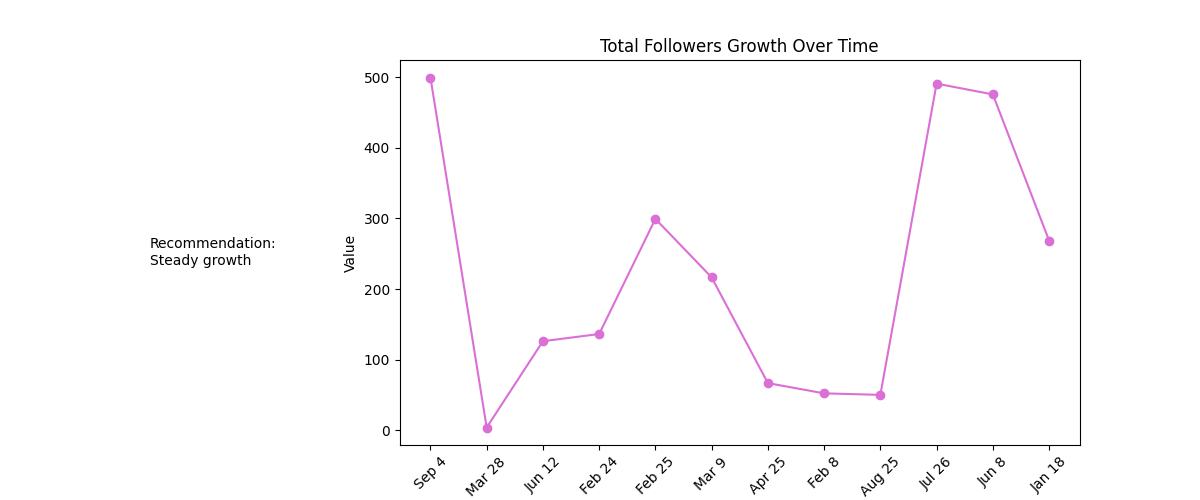 Total Followers Growth Over Time
Recommendation:
Steady growth
Value
500
400
300
200
100
0
Sep 4
Mar 28
Jun 12
Feb 24
Feb 25
Mar 9
Apr 25
Feb 8
Aug 25
Jul 26
Jun 8
Jan 18